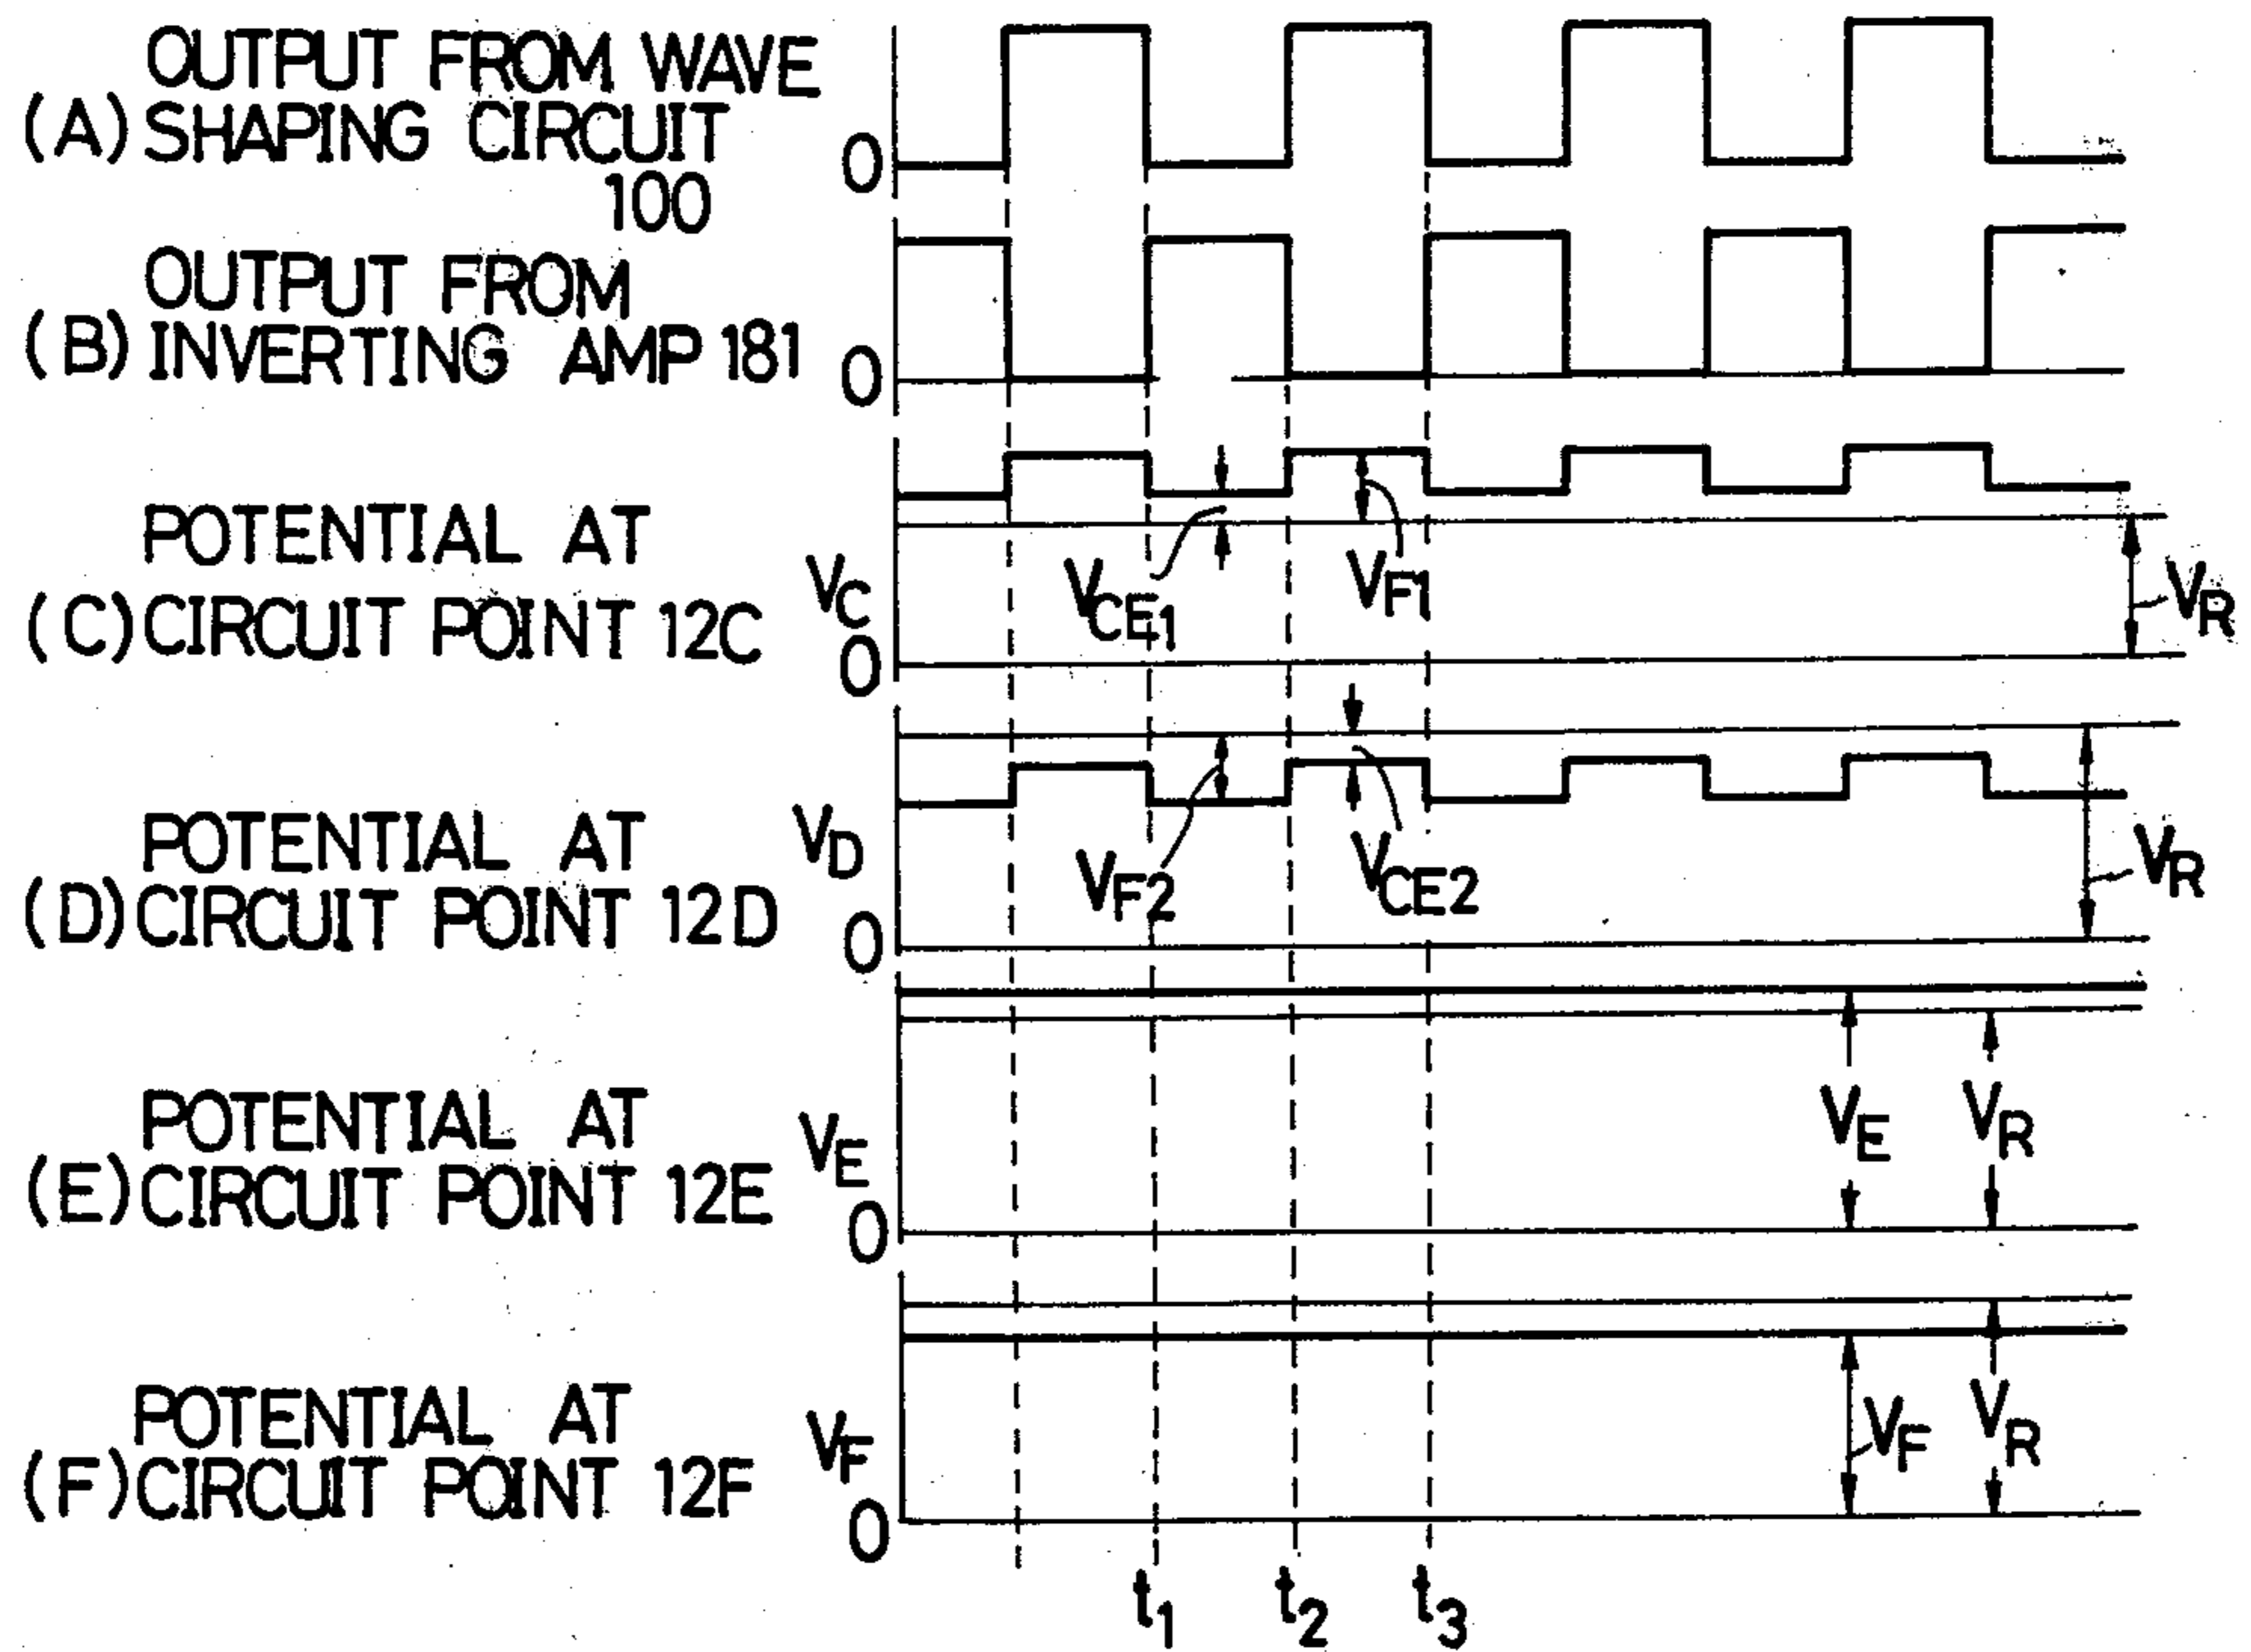 OUTPUT FROM WAVE
(A) SHAPING CIRCUIT
100
0
OUTPUT FROM
(B) INVERTING AMP 181
0
POTENTIAL AT
(C) CIRCUIT POINT 12C
VC
0
VCE1
VF1
VR
POTENTIAL AT
(D) CIRCUIT POINT 12D
VD
0
VF2
VCE2
VR
POTENTIAL AT
(E) CIRCUIT POINT 12E
VE
0
VE
VR
POTENTIAL AT
(F) CIRCUIT POINT 12F
VF
0
VF
VR
t1 t2 t3